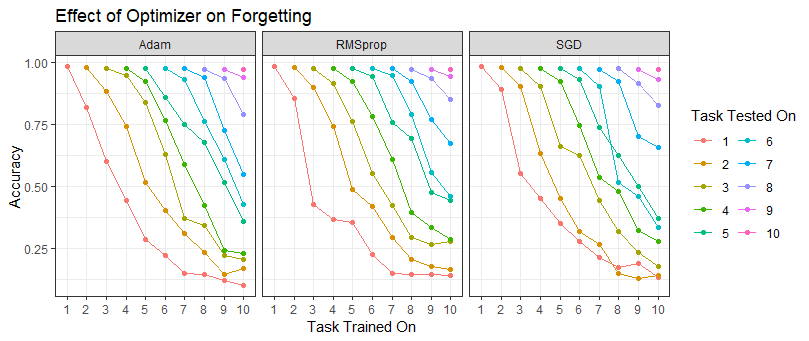 Effect of Optimizer on Forgetting
Adam RMSprop SGD
1.00
0.75
0.50
0.25
Accuracy
1 2 3 4 5 6 7 8 9 10 1 2 3 4 5 6 7 8 9 10 1 2 3 4 5 6 7 8 9 10
Task Trained On
Task Tested On
1 6
2 7
3 8
4 9
5 10